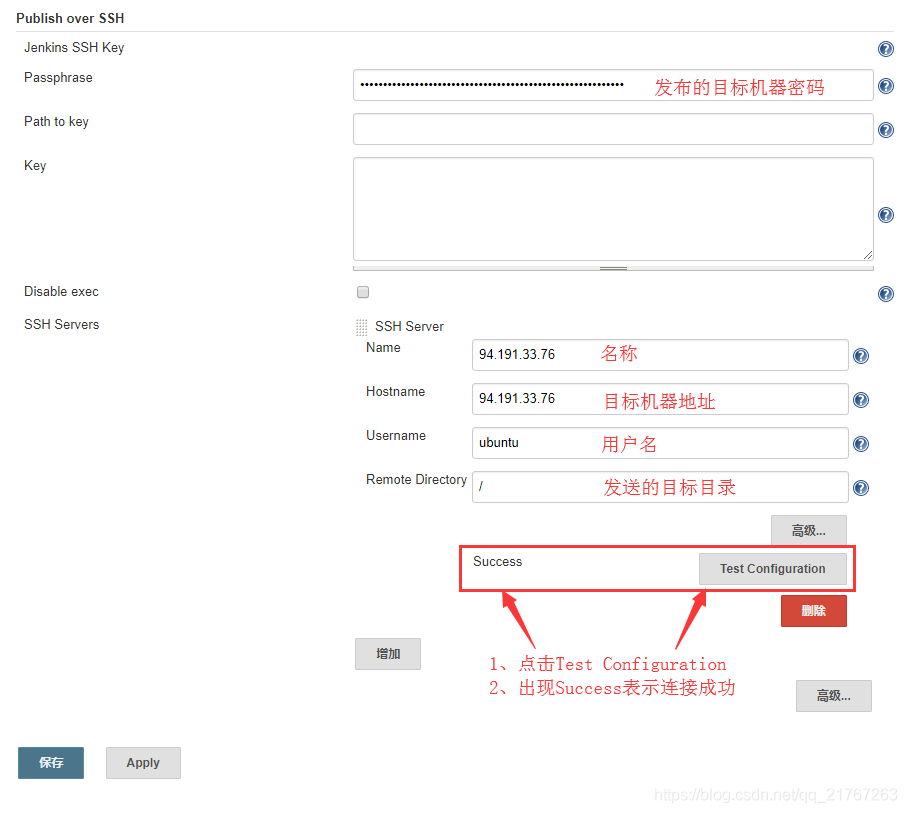 Publish over SSH
Jenkins SSH Key
Passphrase
•••••••••••••••••••••••••••••••••••••••••••••••••••••••••• 发布的目标机器密码
Path to key
Key
Disable exec
SSH Servers
SSH Server
Name
94.191.33.76 名称
Hostname
94.191.33.76 目标机器地址
Username
ubuntu 用户名
Remote Directory
/ 发送的目标目录
高级...
Success
Test Configuration
删除
增加
1、点击Test Configuration
2、出现Success表示连接成功
高级...
保存
Apply
https://blog.csdn.net/qq_21767263